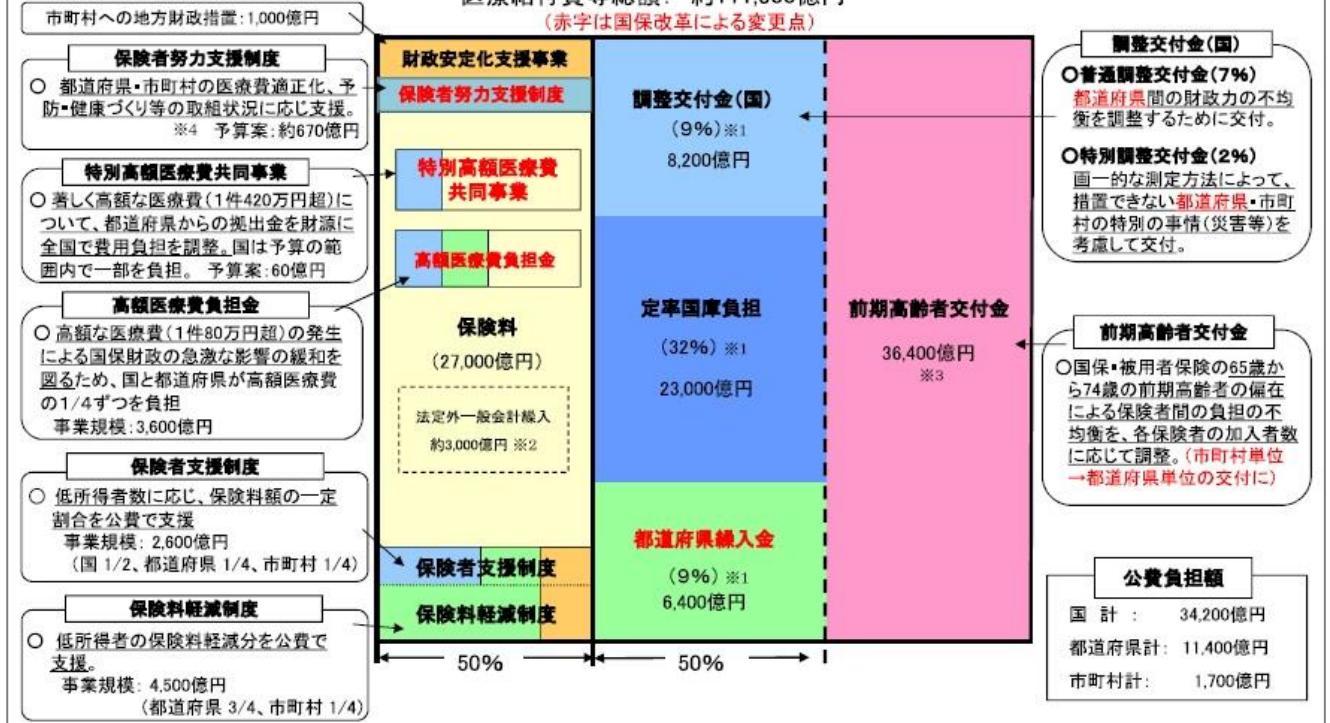 (赤字は国保改革による変更点)
市町村への地方財政措置:1,000億円
保険者努力支援制度
○ 都道府県・市町村の医療費適正化、予
防・健康づくり等の取組状況に応じ支援。
※4 予算案:約670億円
特別高額医療費共同事業
○ 著しく高額な医療費(1件420万円超)に
ついて、都道府県からの拠出金を財源に
全国で費用負担を調整。国は予算の範
囲内で一部を負担。 予算案:60億円
高額医療費負担金
○ 高額な医療費(1件80万円超)の発生
による国保財政の急激な影響の緩和を
図るため、国と都道府県が高額医療費
の1/4ずつを負担
事業規模:3,600億円
保険者支援制度
○ 低所得者数に応じ、保険料額の一定
割合を公費で支援
事業規模: 2,600億円
(国 1/2、都道府県 1/4、市町村 1/4)
保険料軽減制度
○ 低所得者の保険料軽減分を公費で
支援。
事業規模: 4,500億円
(都道府県 3/4、市町村 1/4)
財政安定化支援事業
保険者努力支援制度
特別高額医療費
共同事業
高額医療費負担金
保険料
(27,000億円)
法定外一般会計繰入
約3,000億円 ※2
保険者支援制度
保険料軽減制度
50%
調整交付金(国)
(9%)※1
8,200億円
定率国庫負担
(32%) ※1
23,000億円
都道府県繰入金
(9%)※1
6,400億円
50%
前期高齢者交付金
36,400億円
※3
調整交付金(国)
○普通調整交付金(7%)
都道府県間の財政力の不均
衡を調整するために交付。
○特別調整交付金(2%)
画一的な測定方法によって、
措置できない都道府県・市町
村の特別の事情(災害等)を
考慮して交付。
前期高齢者交付金
○国保・被用者保険の65歳か
ら74歳の前期高齢者の偏在
による保険者間の負担の不
均衡を、各保険者の加入者数
に応じて調整。(市町村単位
→都道府県単位の交付に)
公費負担額
国 計 : 34,200億円
都道府県計: 11,400億円
市町村計: 1,700億円